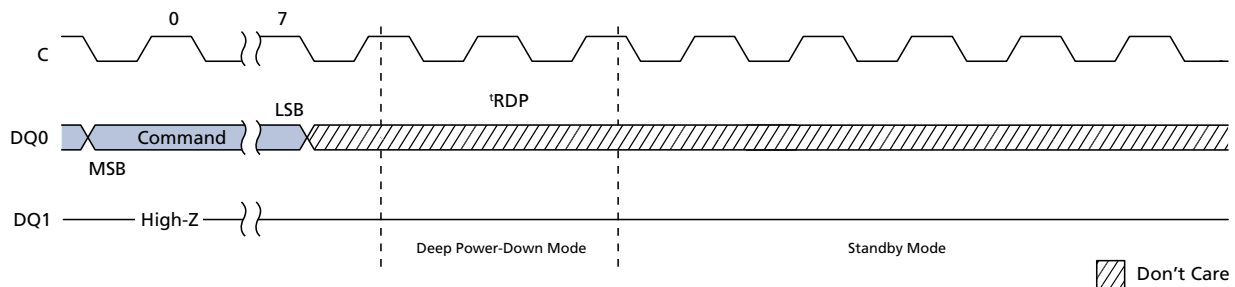 0 7
C
LSB
tRDP
DQ0 Command
MSB
DQ1 High-Z
Deep Power-Down Mode Standby Mode
Don't Care